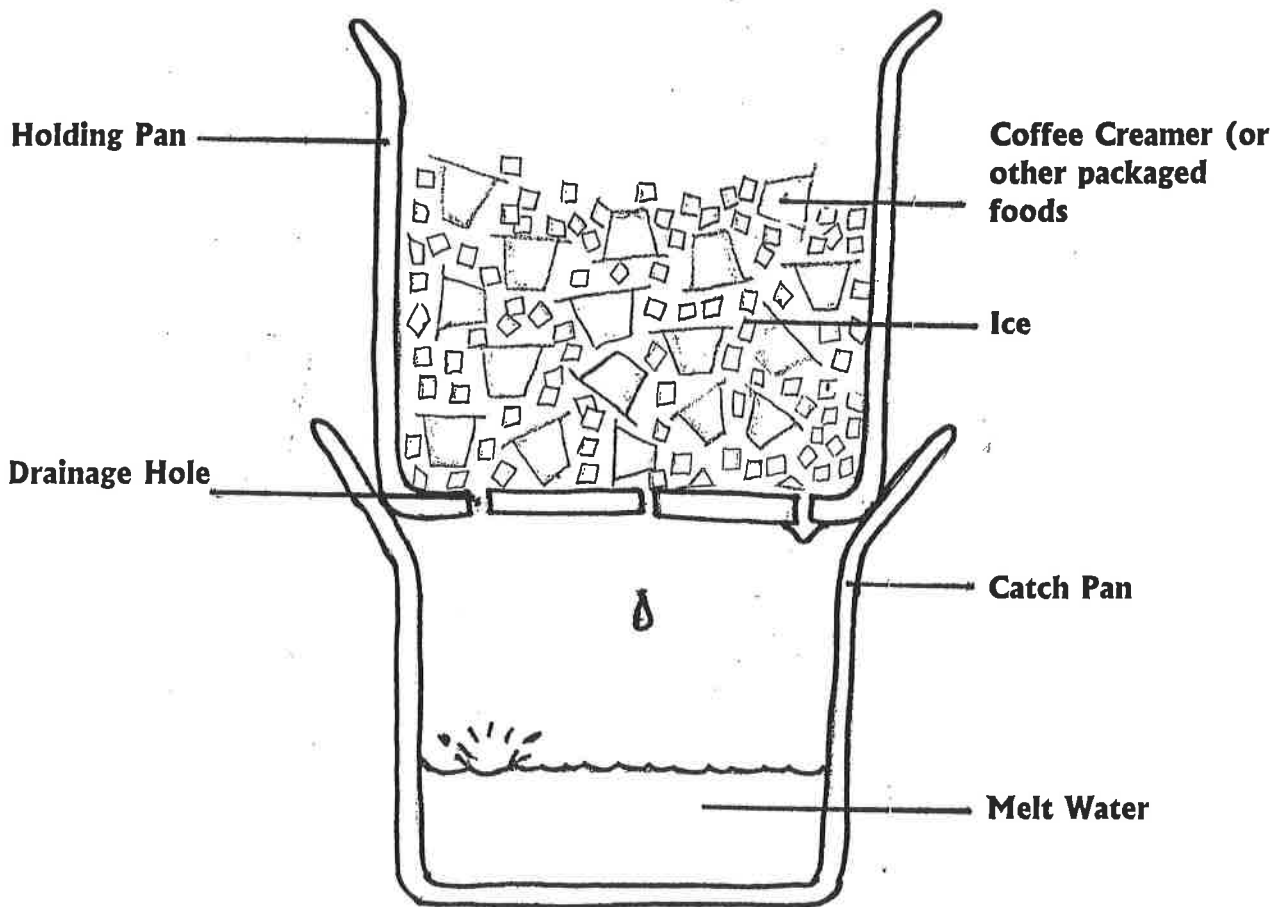 Holding Pan
Coffee Creamer (or
other packaged
foods
Ice
Drainage Hole
Catch Pan
Melt Water